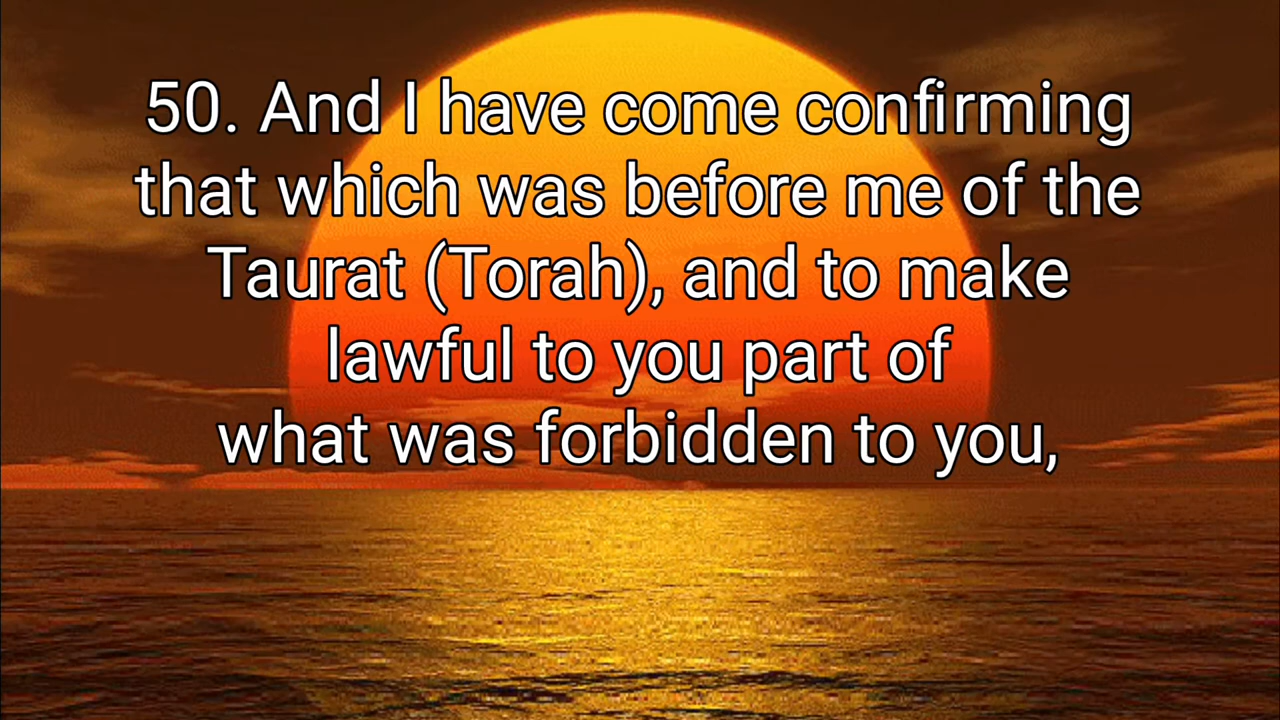 50. And I have come confirming
that which was before me of the
Taurat (Torah), and to make
lawful to you part of
what was forbidden to you,